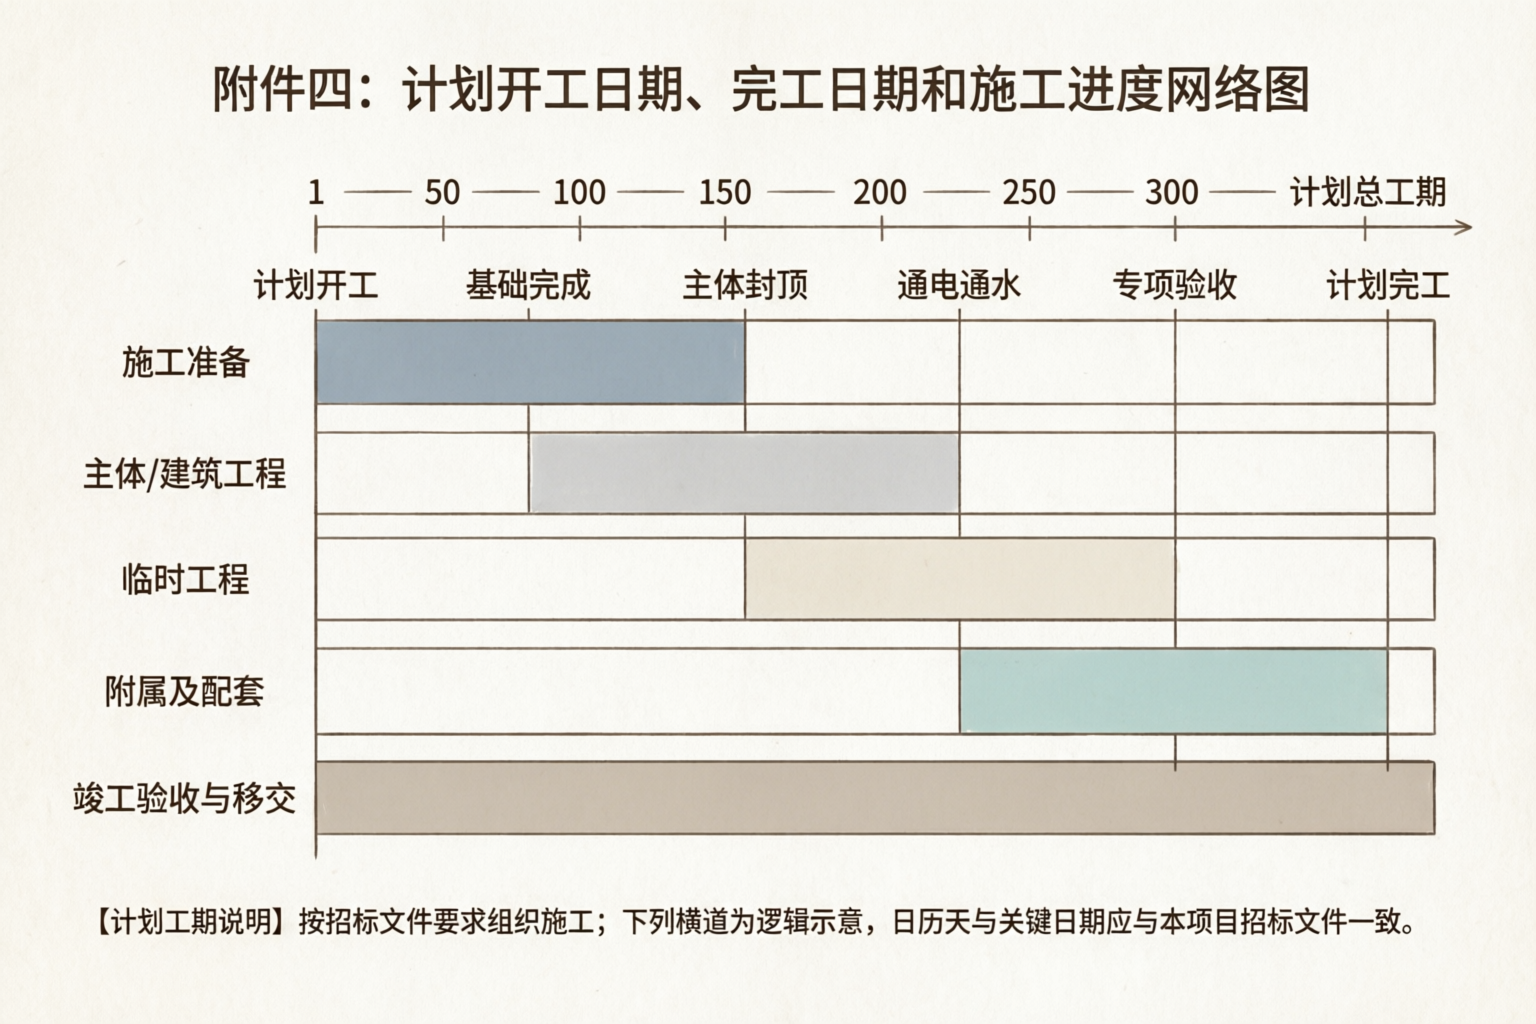 附件四：计划开工日期、完工日期和施工进度网络图
1 50 100 150 200 250 300 计划总工期
计划开工 基础完成 主体封顶 通电通水 专项验收 计划完工
施工准备
主体/建筑工程
临时工程
附属及配套
竣工验收与移交
【计划工期说明】按招标文件要求组织施工；下列横道为逻辑示意，日历天与关键日期应与本项目招标文件一致。